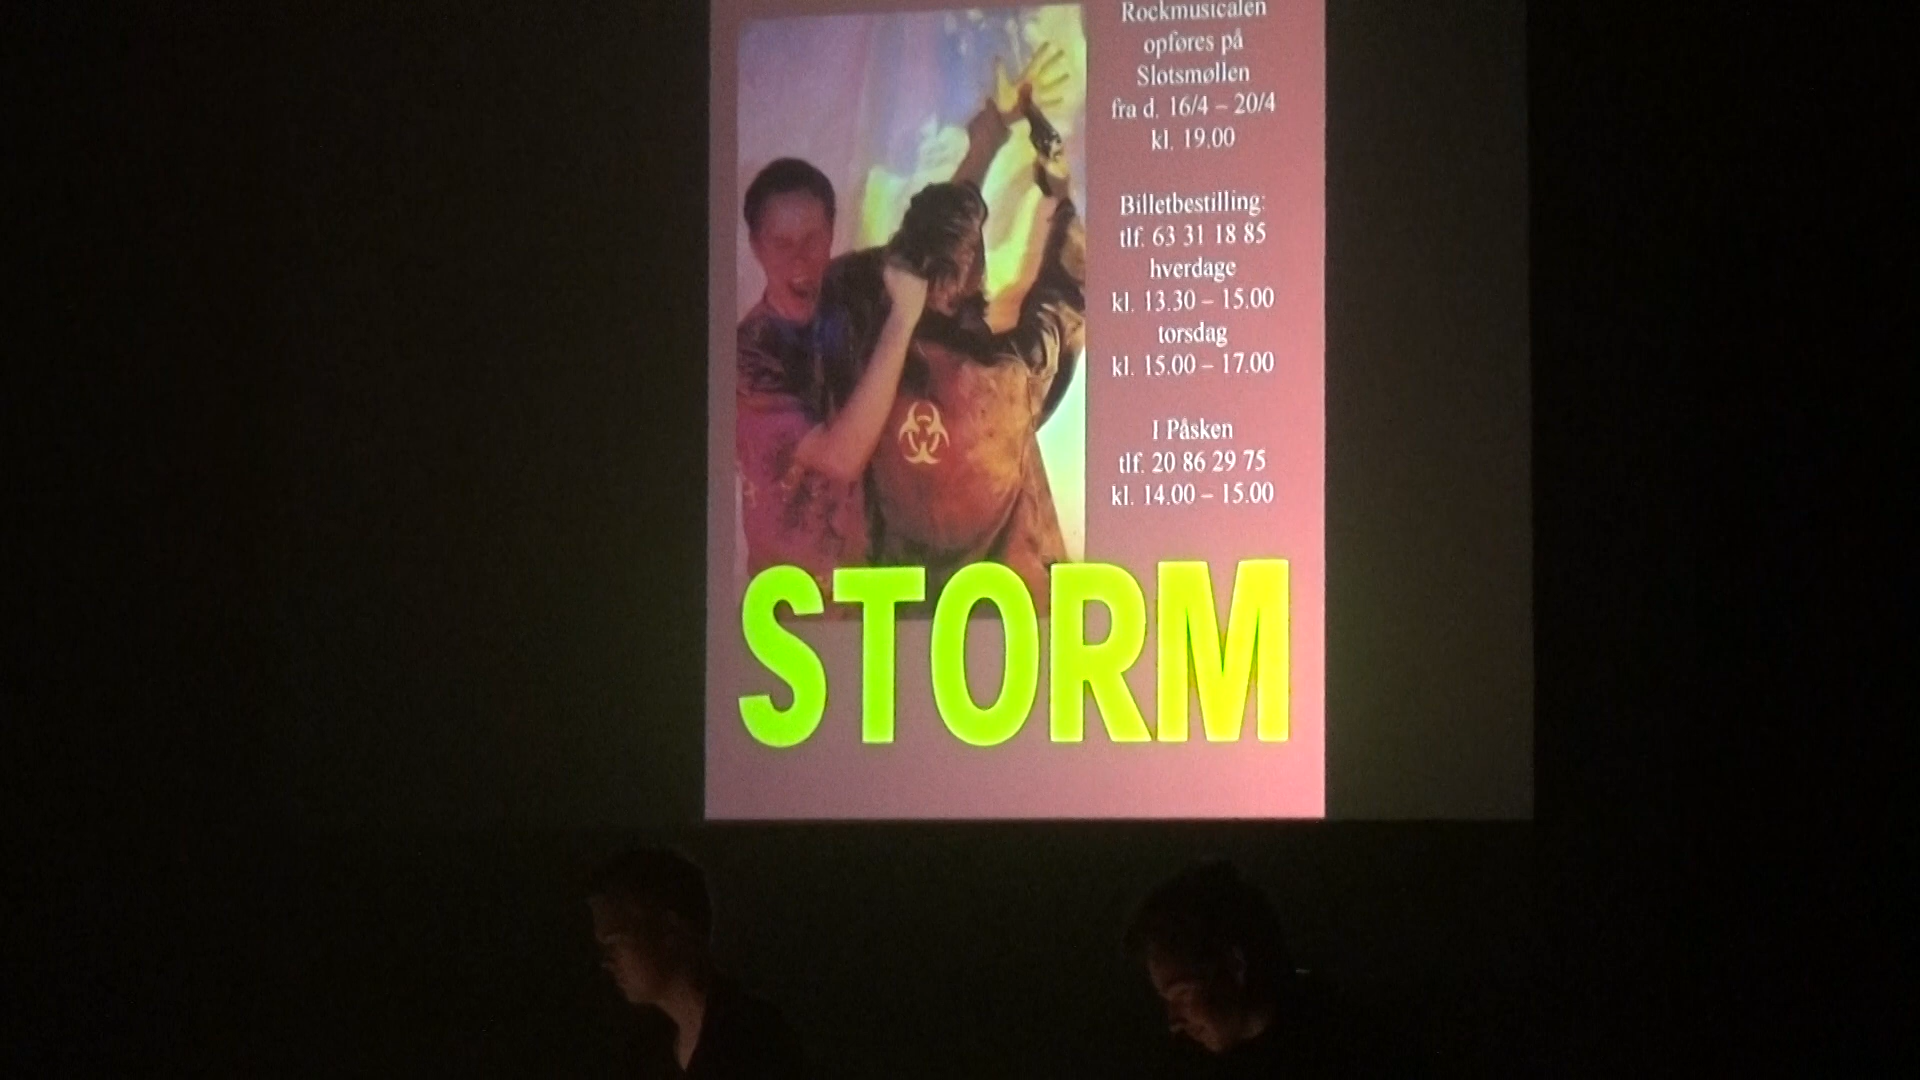 Rockmusicalen
opføres på
Slotsmøllen
fra d. 16/4 – 20/4
kl. 19.00
Billetbestilling:
tlf. 63 31 18 85
hverdage
kl. 13.30 – 15.00
torsdag
kl. 15.00 – 17.00
I Påsken
tlf. 20 86 29 75
kl. 14.00 – 15.00
STORM